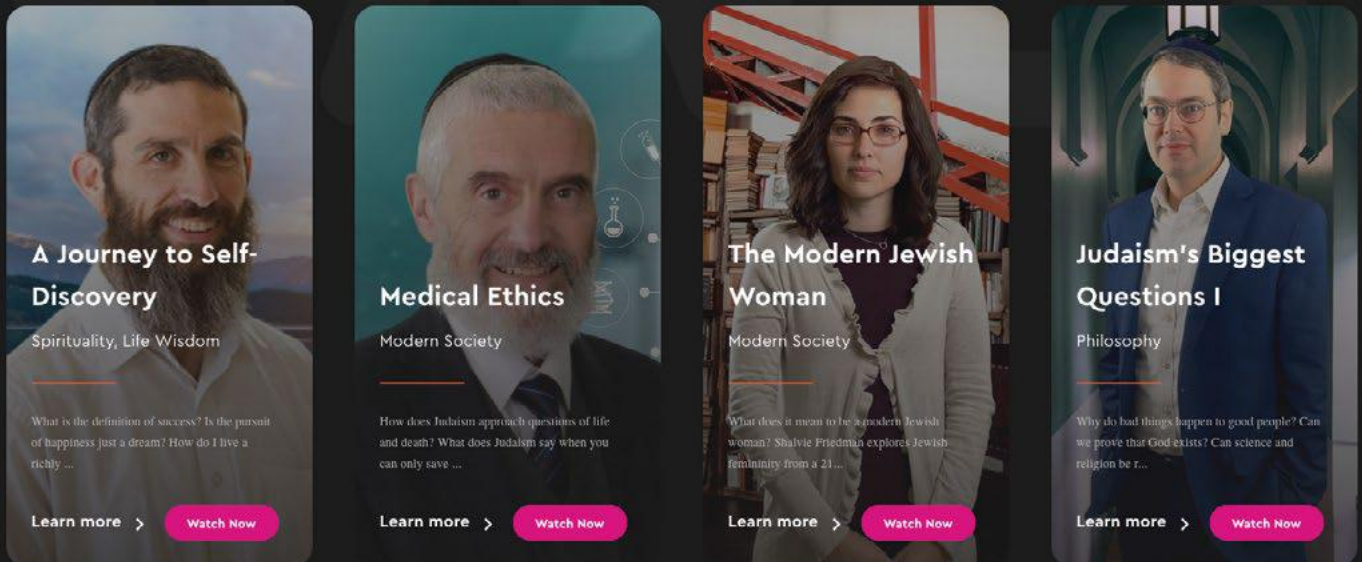 A Journey to Self-
Discovery
Spirituality, Life Wisdom
What is the definition of success? Is the pursuit
of happiness just a dream? How do I live a
richly ...
Learn more >
Watch Now
Medical Ethics
Modern Society
How does Judaism approach questions of life
and death? What does Judaism say when you
can only save ...
Learn more >
Watch Now
The Modern Jewish
Woman
Modern Society
What does it mean to be a modern Jewish
woman? Shalvie Friedman explores Jewish
femininity from a 21...
Learn more >
Watch Now
Judaism's Biggest
Questions I
Philosophy
Why do bad things happen to good people? Can
we prove that God exists? Can science and
religion be r...
Learn more >
Watch Now